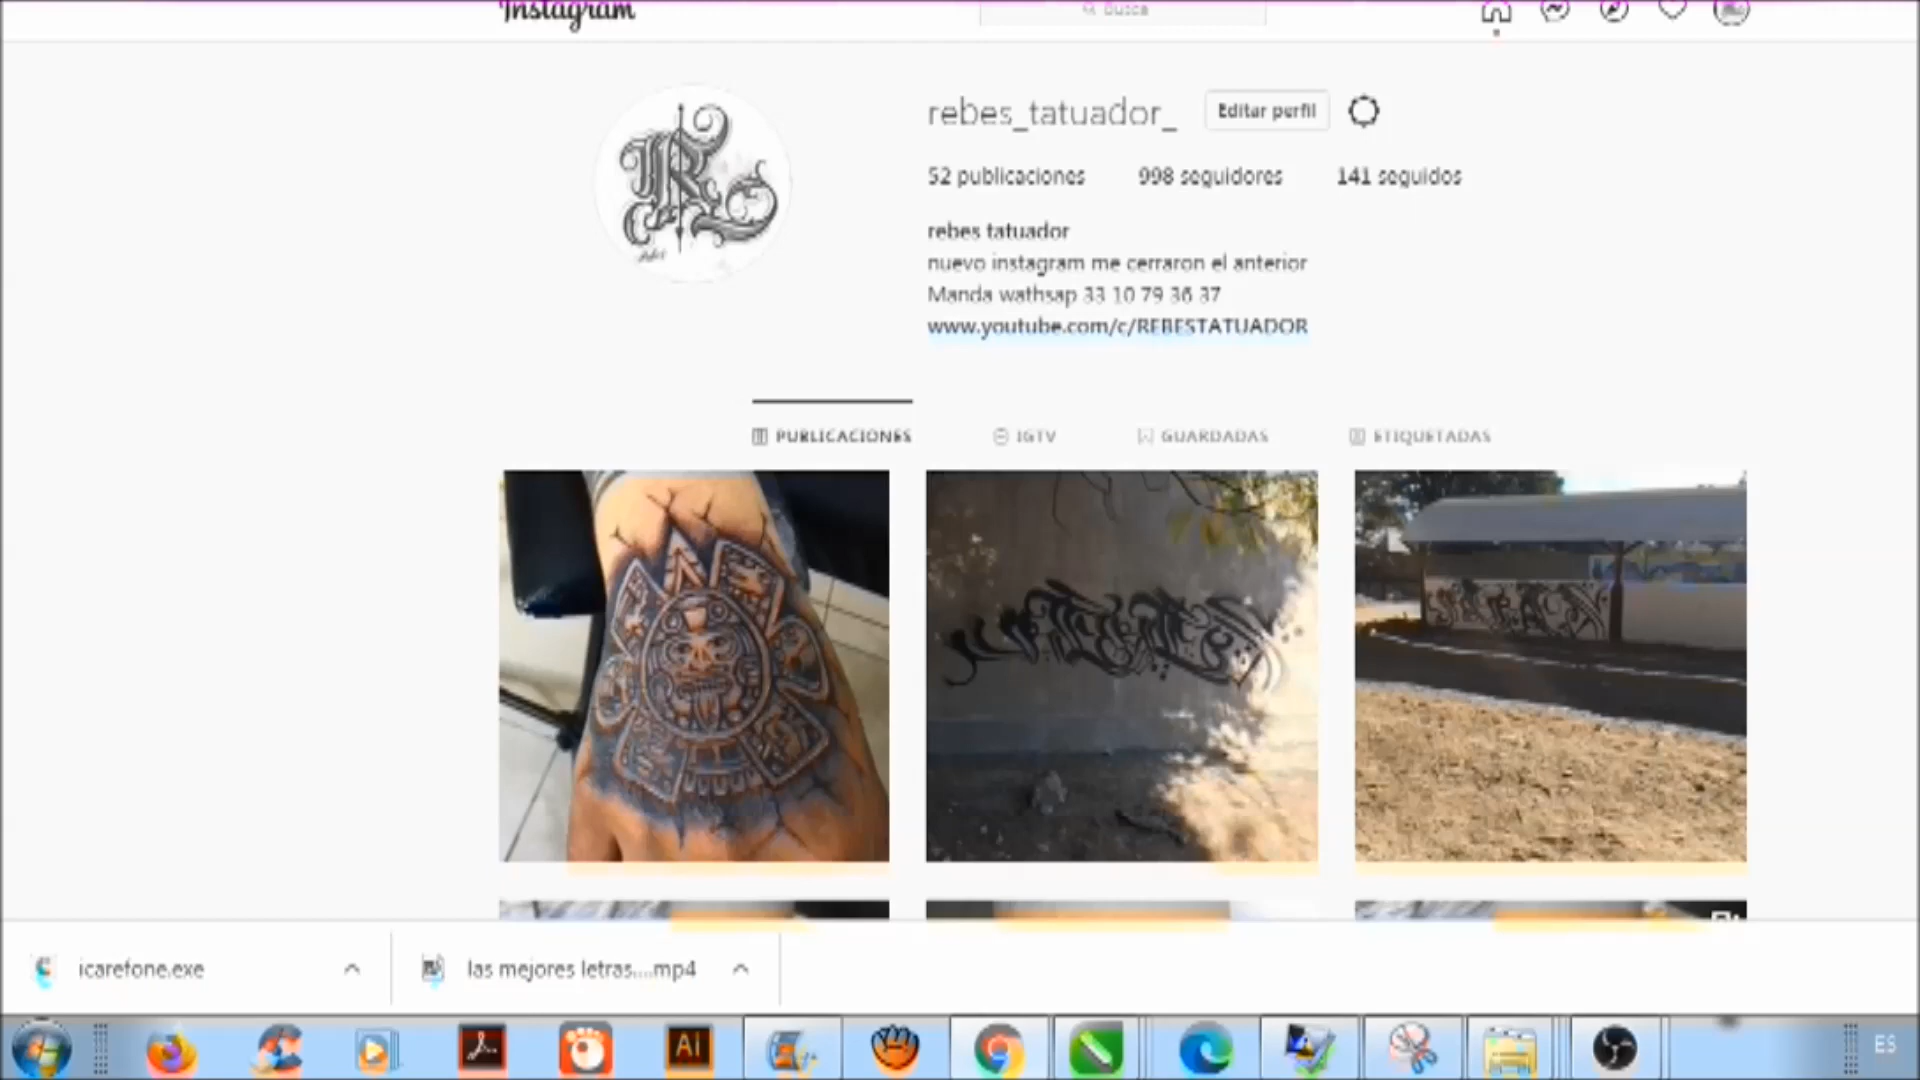 Instagram
Busca
rebes_tatuador_
Editar perfil
52 publicaciones
998 seguidores
141 seguidos
rebes tatuador
nuevo instagram me cerraron el anterior
Manda wathsap 33 10 79 36 37
www.youtube.com/c/REBESTATUADOR
PUBLICACIONES
IGTV
GUARDADAS
ETIQUETADAS
icarefone.exe
las mejores letras....mp4
Ai
ES